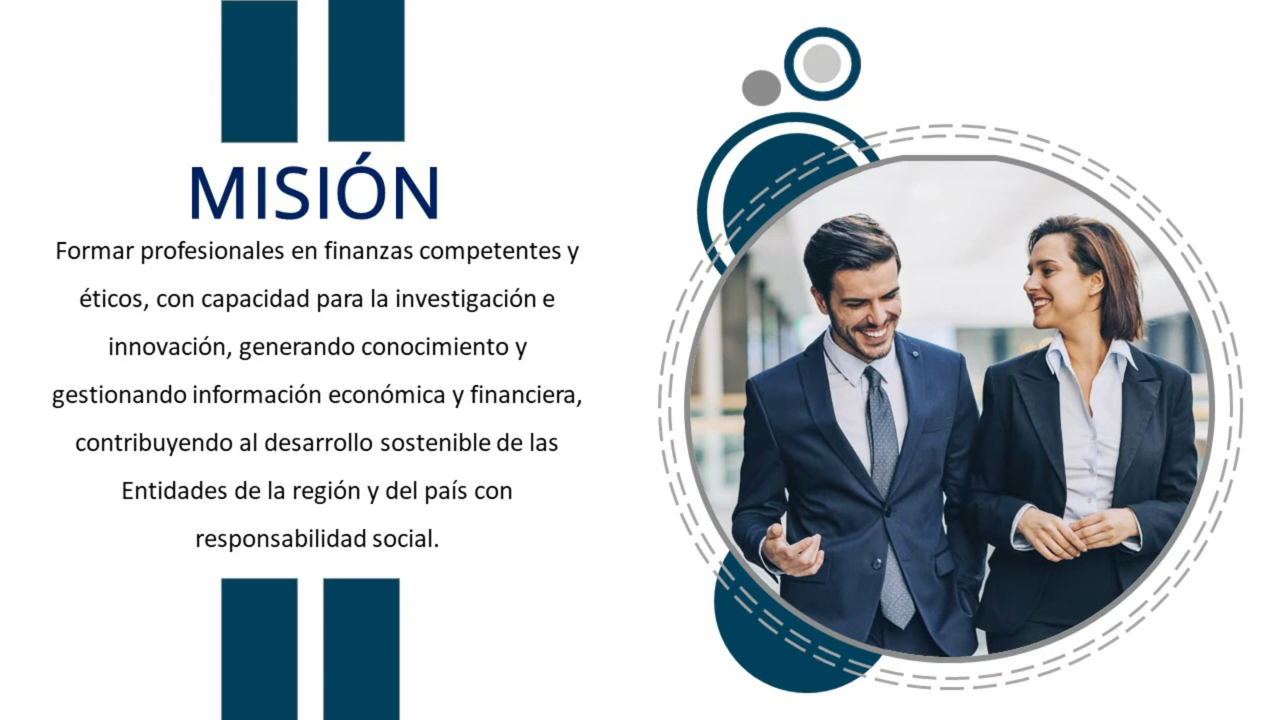 MISIÓN
Formar profesionales en finanzas competentes y
éticos, con capacidad para la investigación e
innovación, generando conocimiento y
gestionando información económica y financiera,
contribuyendo al desarrollo sostenible de las
Entidades de la región y del país con
responsabilidad social.